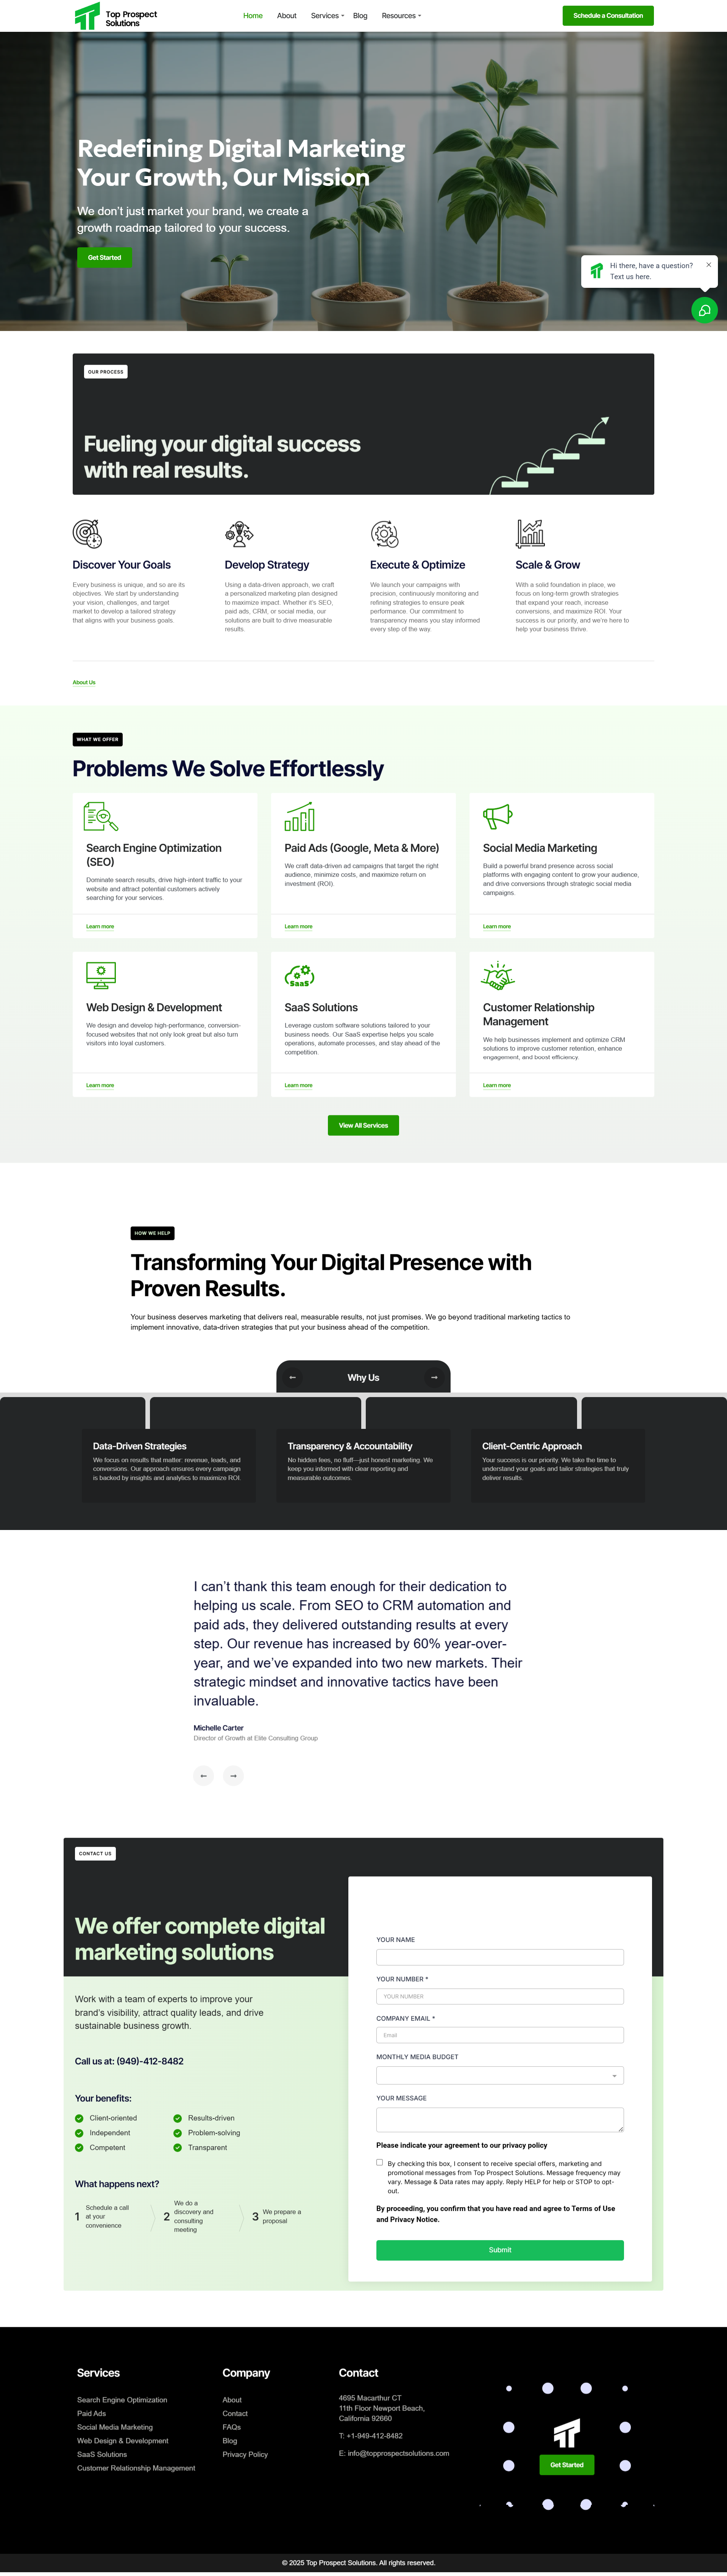 Top Prospect
Solutions
Home
About
Services
Blog
Resources
Schedule a Consultation
Redefining Digital Marketing
Your Growth, Our Mission
We don't just market your brand, we create a
growth roadmap tailored to your success.
Get Started
Hi there, have a question?
Text us here.
OUR PROCESS
Fueling your digital success
with real results.
Discover Your Goals
Every business is unique, and so are its
objectives. We start by understanding
your vision, challenges, and target
market to develop a tailored strategy
that aligns with your business goals.
Develop Strategy
Using a data-driven approach, we craft
a personalized marketing plan designed
to maximize impact. Whether it's SEO,
paid ads, CRM, or social media, our
solutions are built to drive measurable
results.
Execute & Optimize
We launch your campaigns with
precision, continuously monitoring and
refining strategies to ensure peak
performance. Our commitment to
transparency means you stay informed
every step of the way.
Scale & Grow
With a solid foundation in place, we
focus on long-term growth strategies
that expand your reach, increase
conversions, and maximize ROI. Your
success is our priority, and we're here to
help your business thrive.
About Us
WHAT WE OFFER
Problems We Solve Effortlessly
Search Engine Optimization
(SEO)
Dominate search results, drive high-intent traffic to your
website and attract potential customers actively
searching for your services.
Learn more
Paid Ads (Google, Meta & More)
We craft data-driven ad campaigns that target the right
audience, minimize costs, and maximize return on
investment (ROI).
Learn more
Social Media Marketing
Build a powerful brand presence across social
platforms with engaging content to grow your audience,
and drive conversions through strategic social media
campaigns.
Learn more
Web Design & Development
We design and develop high-performance, conversion-
focused websites that not only look great but also turn
visitors into loyal customers.
Learn more
SaaS
SaaS Solutions
Leverage custom software solutions tailored to your
business needs. Our SaaS expertise helps you scale
operations, automate processes, and stay ahead of the
competition.
Learn more
Customer Relationship
Management
We help businesses implement and optimize CRM
solutions to improve customer retention, enhance
engagement, and boost efficiency.
Learn more
View All Services
HOW WE HELP
Transforming Your Digital Presence with
Proven Results.
Your business deserves marketing that delivers real, measurable results, not just promises. We go beyond traditional marketing tactics to
implement innovative, data-driven strategies that put your business ahead of the competition.
Why Us
Data-Driven Strategies
We focus on results that matter: revenue, leads, and
conversions. Our approach ensures every campaign
is backed by insights and analytics to maximize ROI.
Transparency & Accountability
No hidden fees, no fluff—just honest marketing. We
keep you informed with clear reporting and
measurable outcomes.
Client-Centric Approach
Your success is our priority. We take the time to
understand your goals and tailor strategies that truly
deliver results.
I can't thank this team enough for their dedication to
helping us scale. From SEO to CRM automation and
paid ads, they delivered outstanding results at every
step. Our revenue has increased by 60% year-over-
year, and we've expanded into two new markets. Their
strategic mindset and innovative tactics have been
invaluable.
Michelle Carter
Director of Growth at Elite Consulting Group
CONTACT US
We offer complete digital
marketing solutions
Work with a team of experts to improve your
brand's visibility, attract quality leads, and drive
sustainable business growth.
Call us at: (949)-412-8482
Your benefits:
Client-oriented
Results-driven
Independent
Problem-solving
Competent
Transparent
What happens next?
1
Schedule a call
at your
convenience
2
We do a
discovery and
consulting
meeting
3
We prepare a
proposal
YOUR NAME
YOUR NUMBER *
YOUR NUMBER
COMPANY EMAIL *
Email
MONTHLY MEDIA BUDGET
YOUR MESSAGE
Please indicate your agreement to our privacy policy
By checking this box, I consent to receive special offers, marketing and
promotional messages from Top Prospect Solutions. Message frequency may
vary. Message & Data rates may apply. Reply HELP for help or STOP to opt-
out.
By proceeding, you confirm that you have read and agree to Terms of Use
and Privacy Notice.
Submit
Services
Search Engine Optimization
Paid Ads
Social Media Marketing
Web Design & Development
SaaS Solutions
Customer Relationship Management
Company
About
Contact
FAQs
Blog
Privacy Policy
Contact
4695 Macarthur CT
11th Floor Newport Beach,
California 92660
T: +1-949-412-8482
E: info@topprospectsolutions.com
Get Started
© 2025 Top Prospect Solutions. All rights reserved.